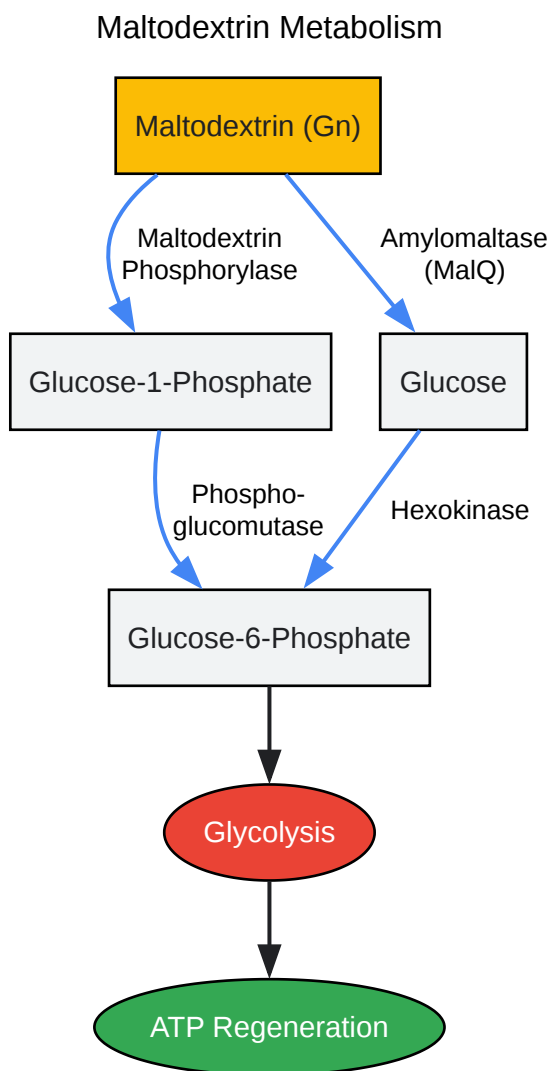 Maltodextrin Metabolism
Maltodextrin (Gn)
Maltodextrin
Phosphorylase
Amylomaltase
(MalQ)
Glucose-1-Phosphate
Glucose
Phospho-
glucomutase
Hexokinase
Glucose-6-Phosphate
Glycolysis
ATP Regeneration